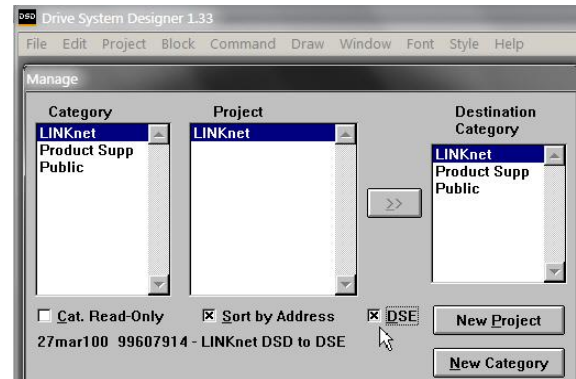 DSD Drive System Designer 1.33
File Edit Project Block Command Draw Window Font Style Help
Manage
Category Project Destination Category
LINKnet LINKnet LINKnet
Product Supp Product Supp
Public Public
>>
Cat. Read-Only Sort by Address DSE New Project
27mar100 99607914 - LINKnet DSD to DSE
New Category